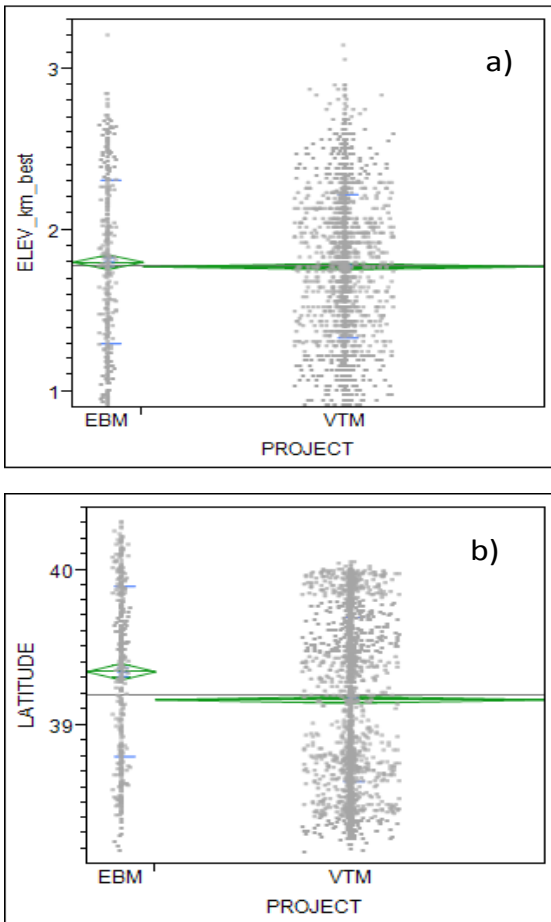 a)
3
2
1
ELEV_km_best
EBM VTM
PROJECT
b)
40
39
LATITUDE
EBM VTM
PROJECT